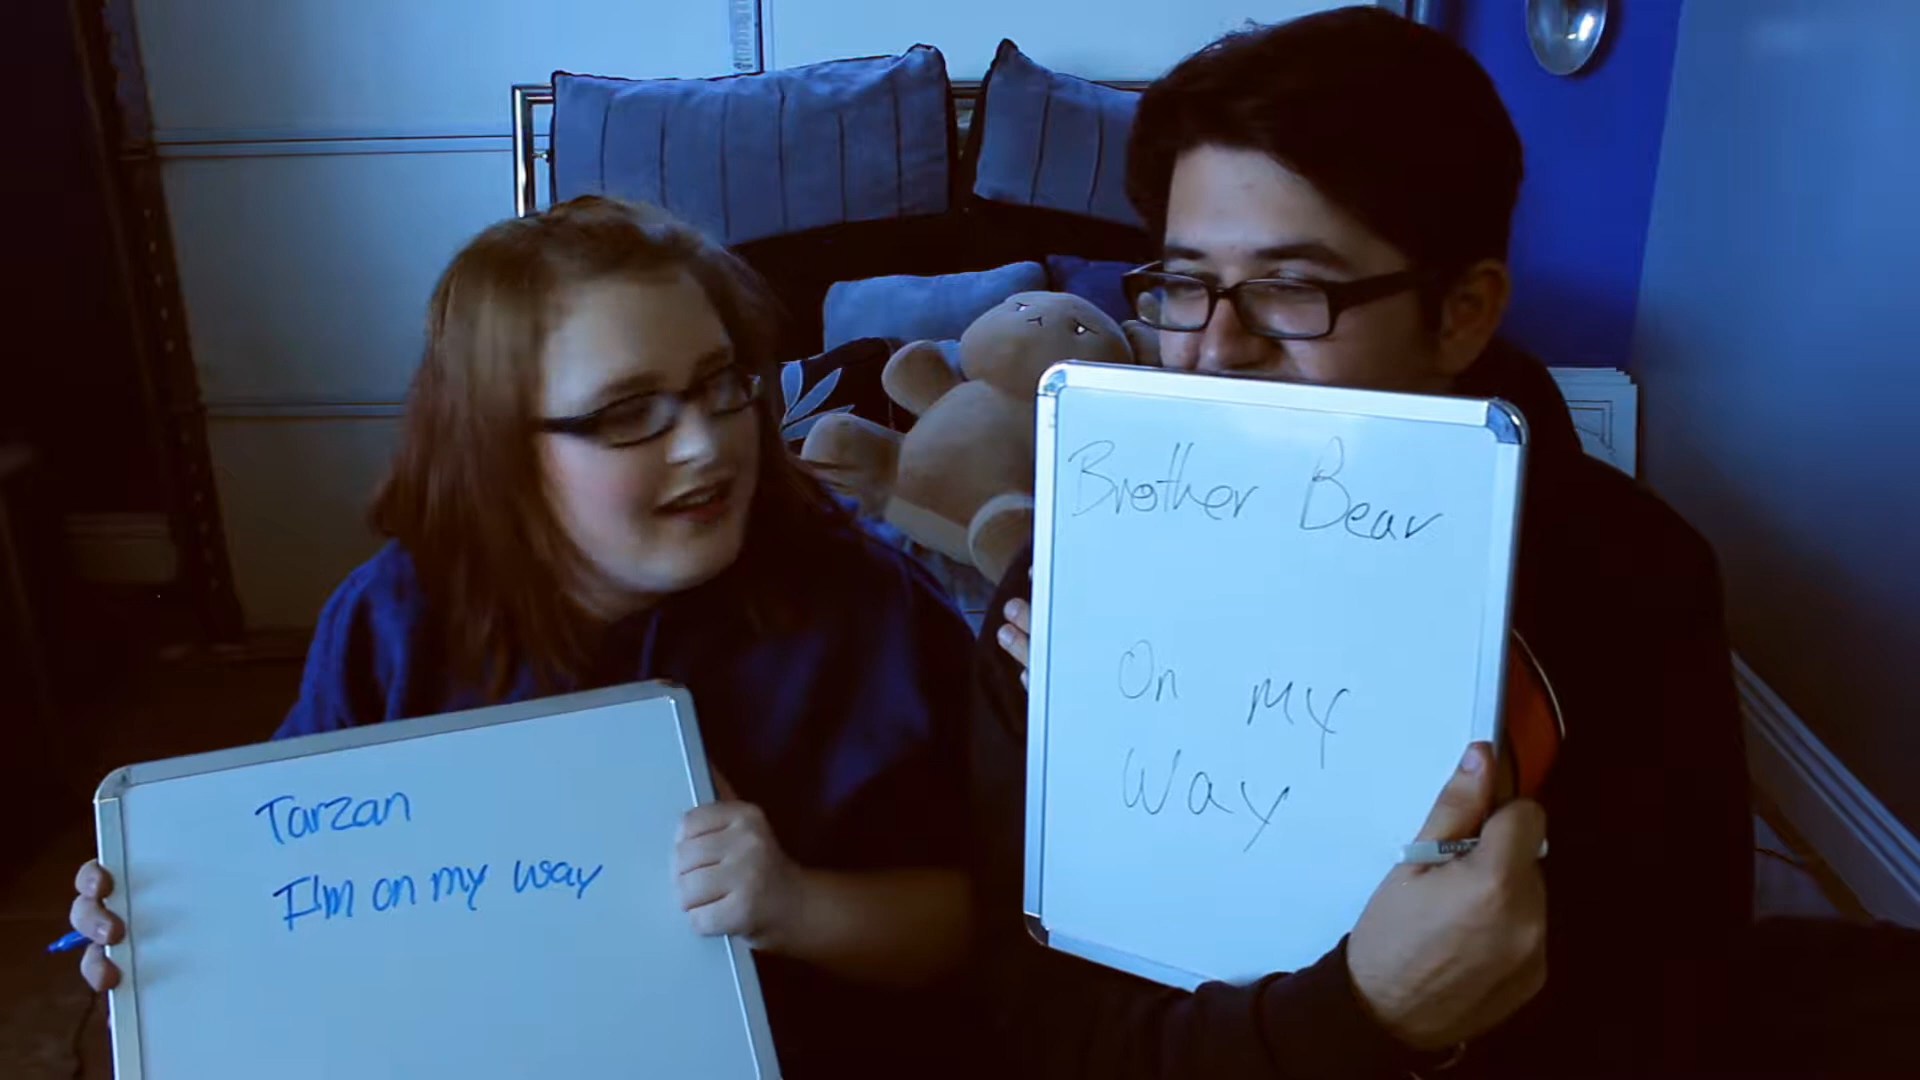 Tarzan
I'm on my way
Brother Bear
On my
Way